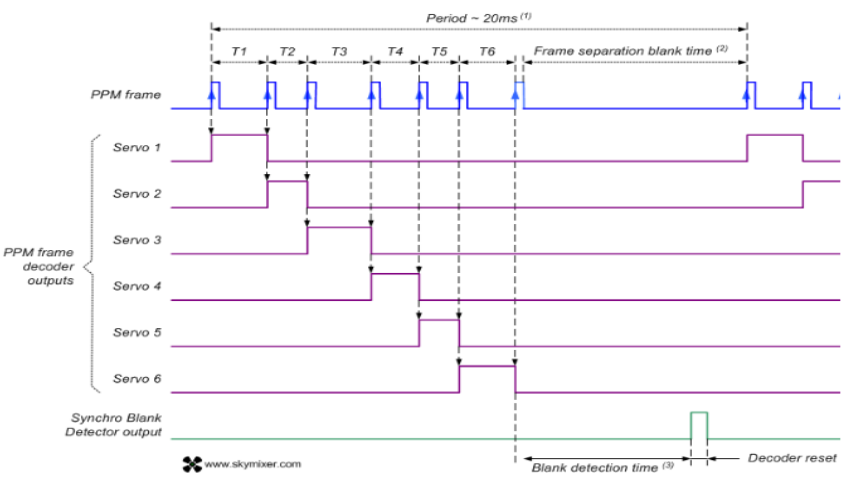 Period ~ 20ms (1)
T1 T2 T3 T4 T5 T6 Frame separation blank time (2)
PPM frame
Servo 1
Servo 2
Servo 3
PPM frame
decoder
outputs
Servo 4
Servo 5
Servo 6
Synchro Blank
Detector output
www.skymixer.com
Blank detection time (3)
Decoder reset